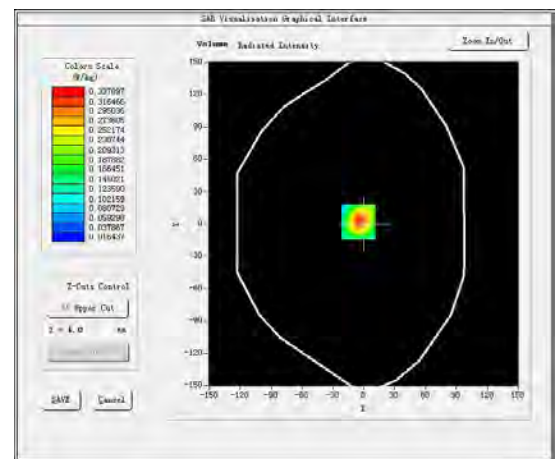 SAR Visualisation Graphical Interface
Volume Radiated Intensity
Zoom In/Out
Colors Scale
(W/kg)
0.337897
0.316466
0.295036
0.273605
0.252174
0.230744
0.209313
0.187882
0.166451
0.145021
0.123590
0.102159
0.080729
0.059298
0.037867
0.016437
Z-Cuts Control
Upper Cut
mm
SAVE
Cancel
150
120
90
60
30
0
-30
-60
-90
-120
-150
-150 -120 -90 -60 -30 0 30 60 90 120 150